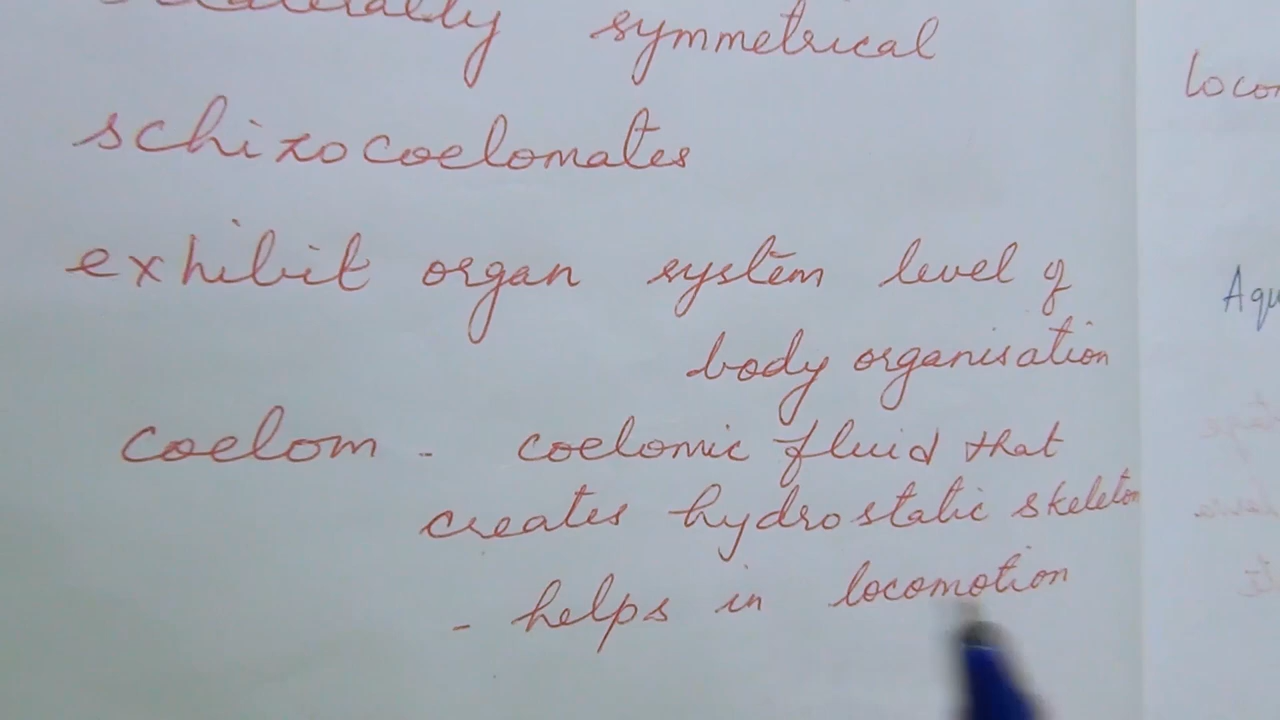 symmetrical
schizocoelomates
exhibit organ system level of
body organisation
coelom - coelomic fluid that
creates hydrostatic skeleton
- helps in locomotion